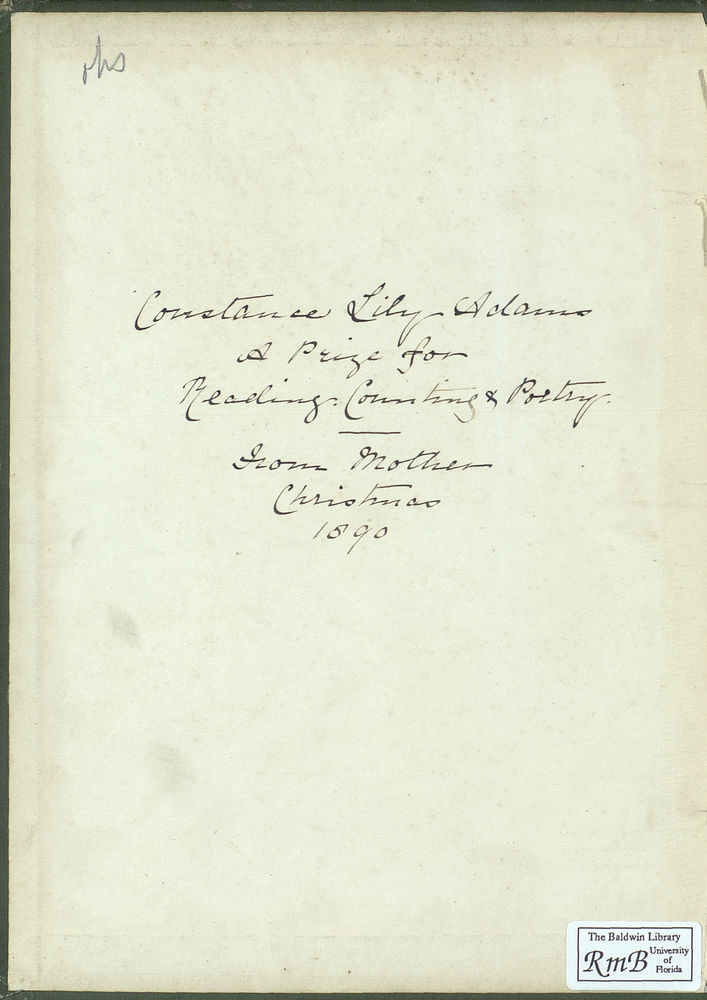 Constance Lily Adams
A Prize for
Reading. Counting & Poetry.
From Mother
Christmas
1890
The Baldwin Library
RmB University of Florida